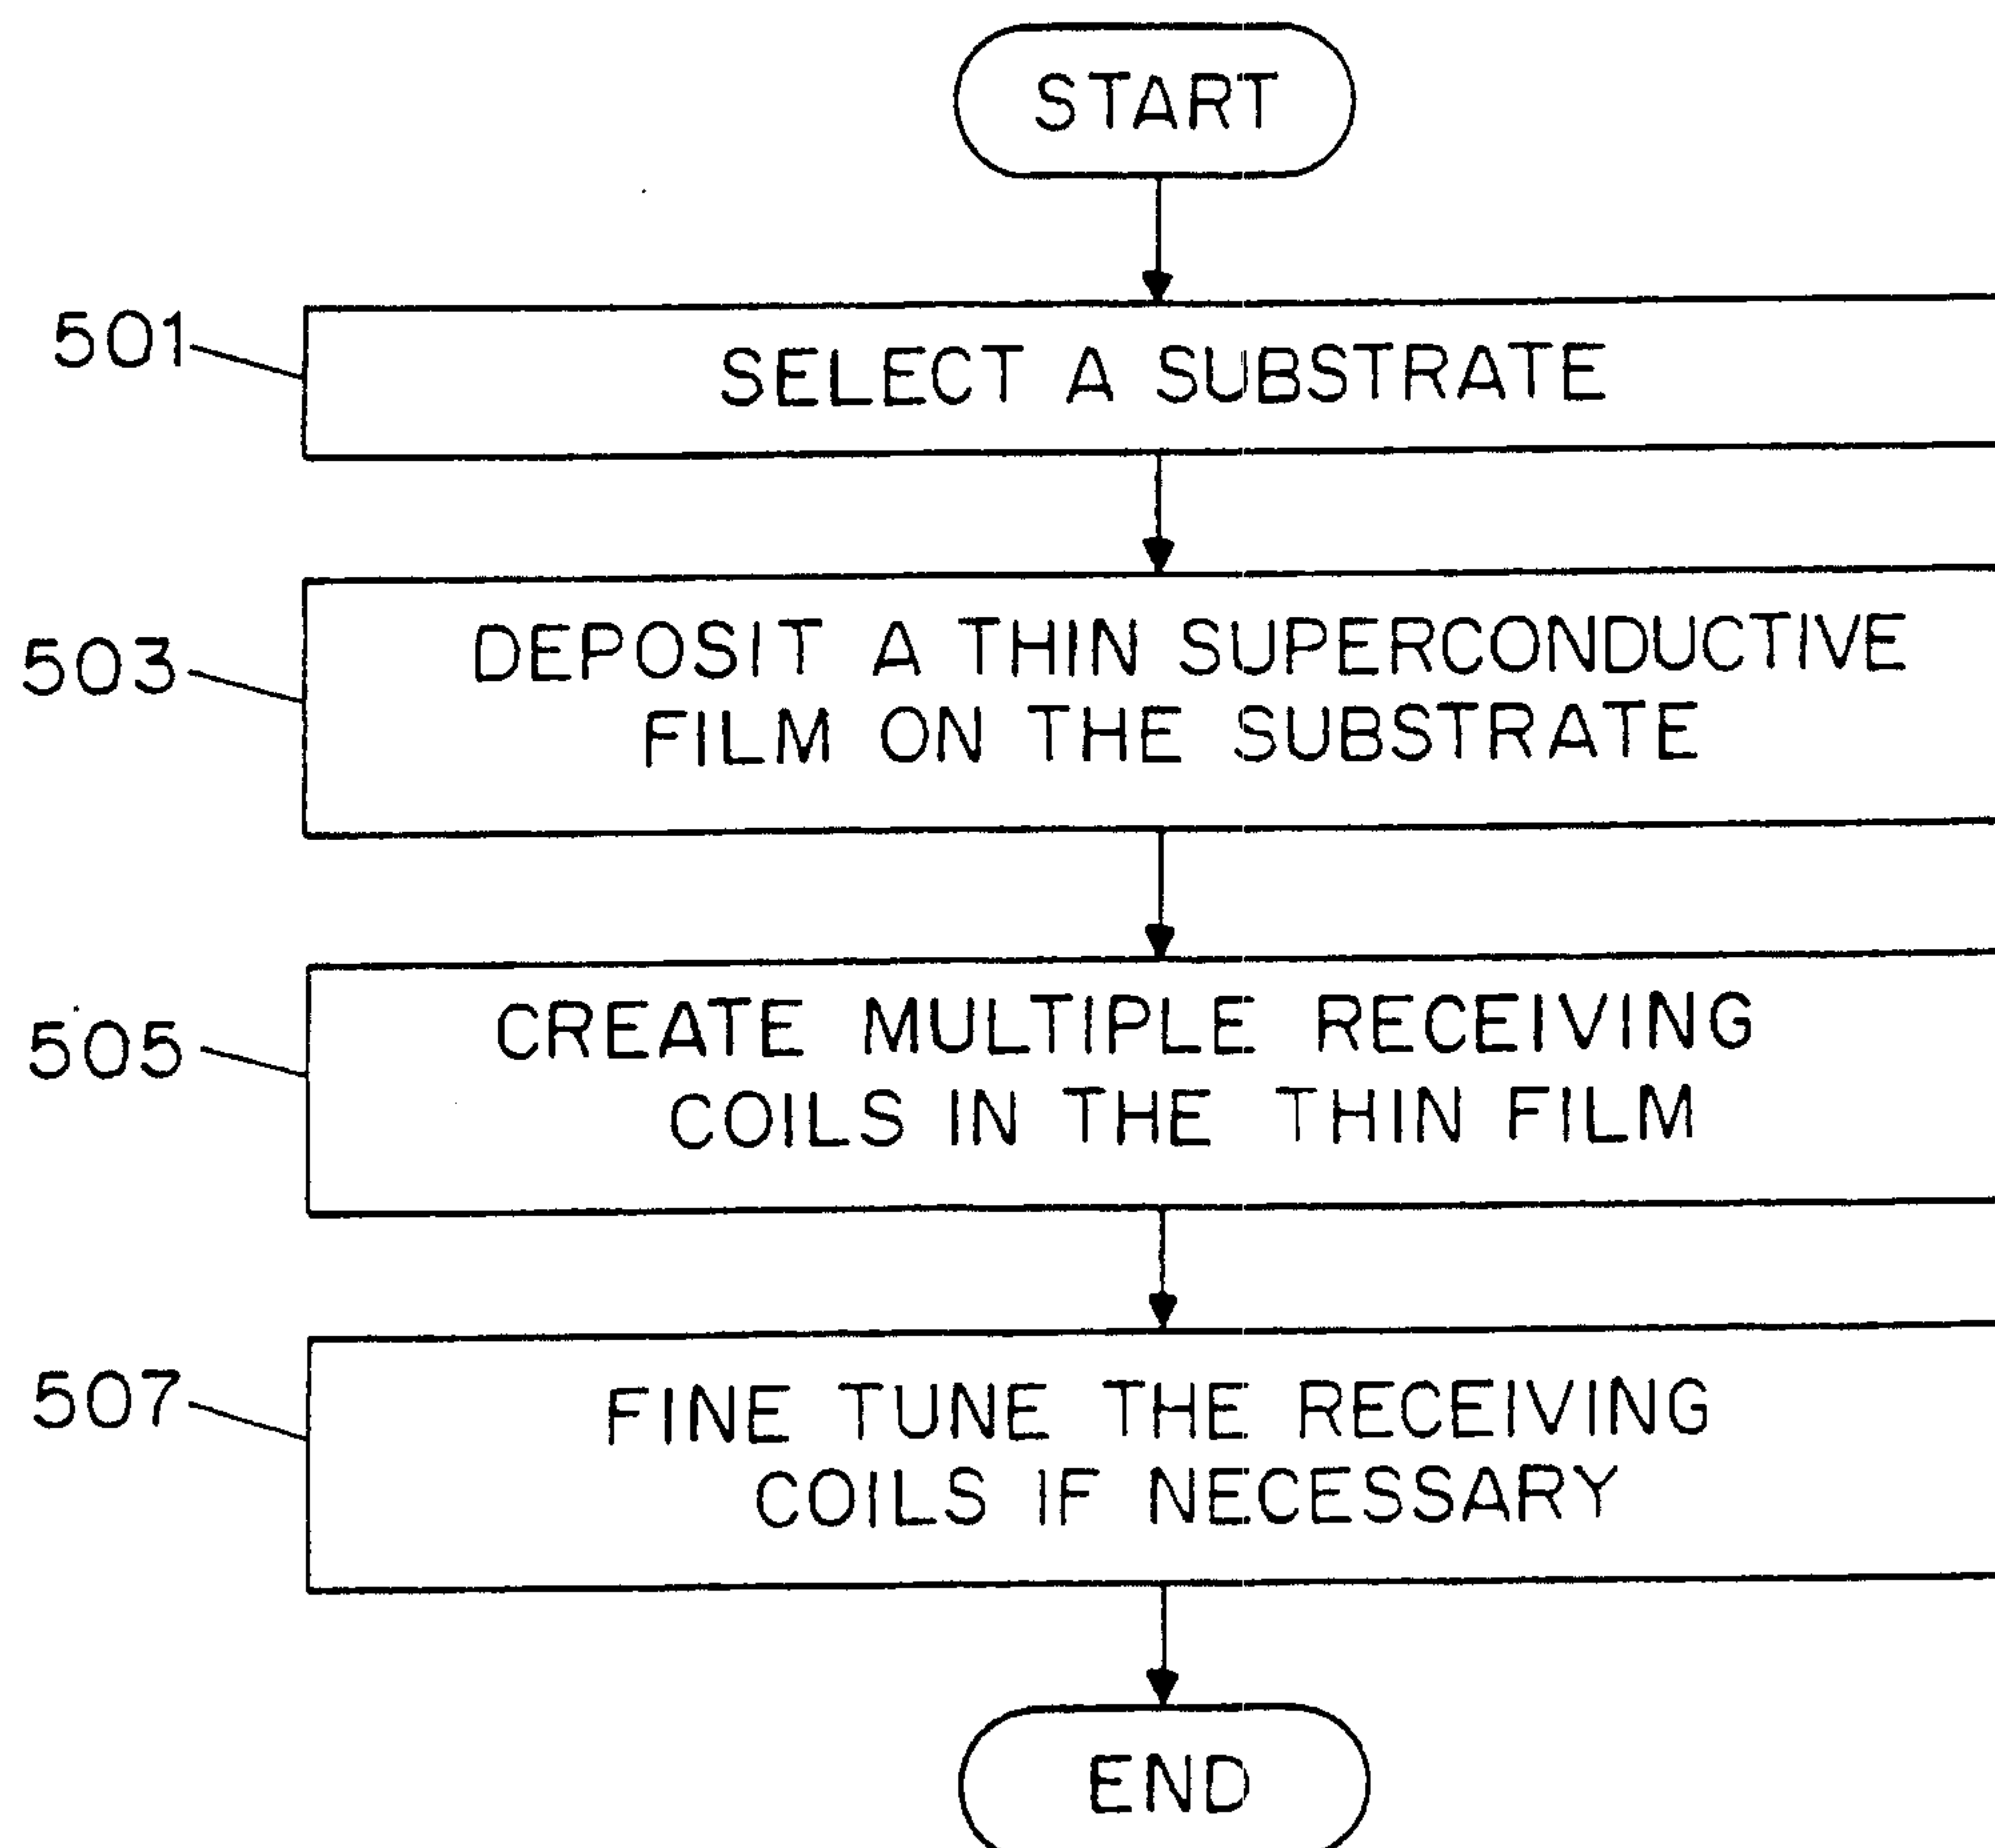 START
501
SELECT A SUBSTRATE
503
DEPOSIT A THIN SUPERCONDUCTIVE
FILM ON THE SUBSTRATE
505
CREATE MULTIPLE RECEIVING
COILS IN THE THIN FILM
507
FINE TUNE THE RECEIVING
COILS IF NECESSARY
END